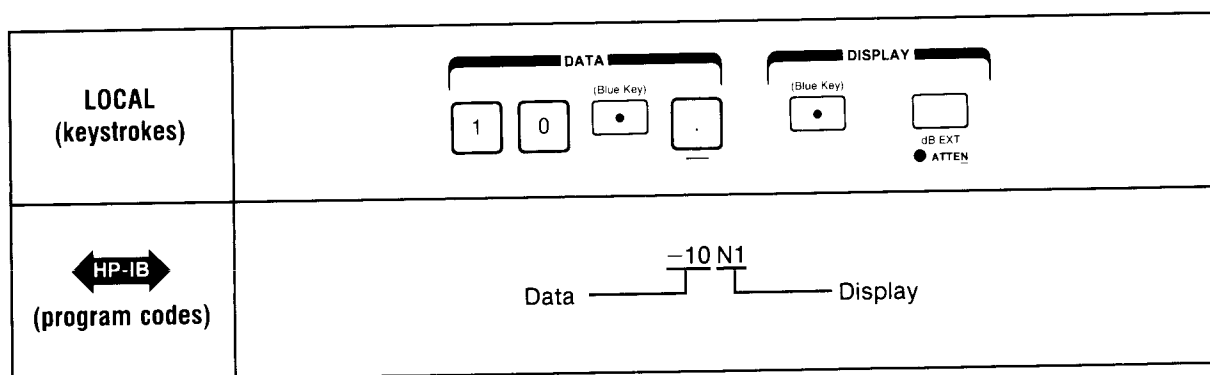 LOCAL
(keystrokes)
DATA
(Blue Key)
1 0 • .
DISPLAY
(Blue Key)
•
dB EXT
● ATTEN
HP-IB
(program codes)
−10 N1
Data
Display